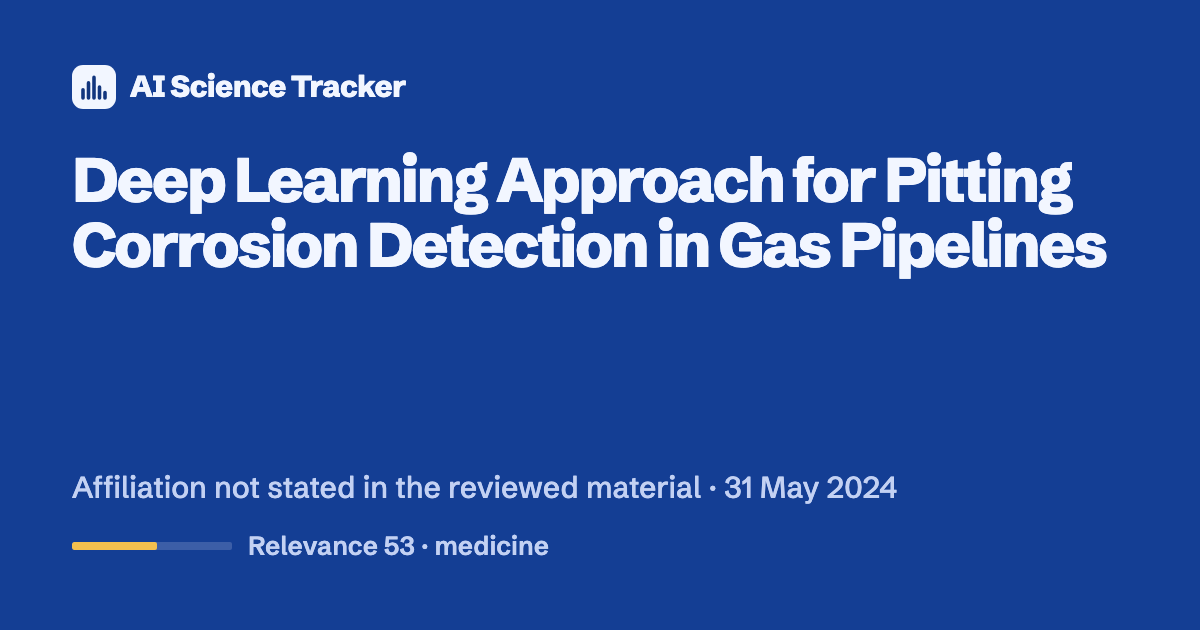 AI Science Tracker
Deep Learning Approach for Pitting
Corrosion Detection in Gas Pipelines
Affiliation not stated in the reviewed material · 31 May 2024
Relevance 53 · medicine